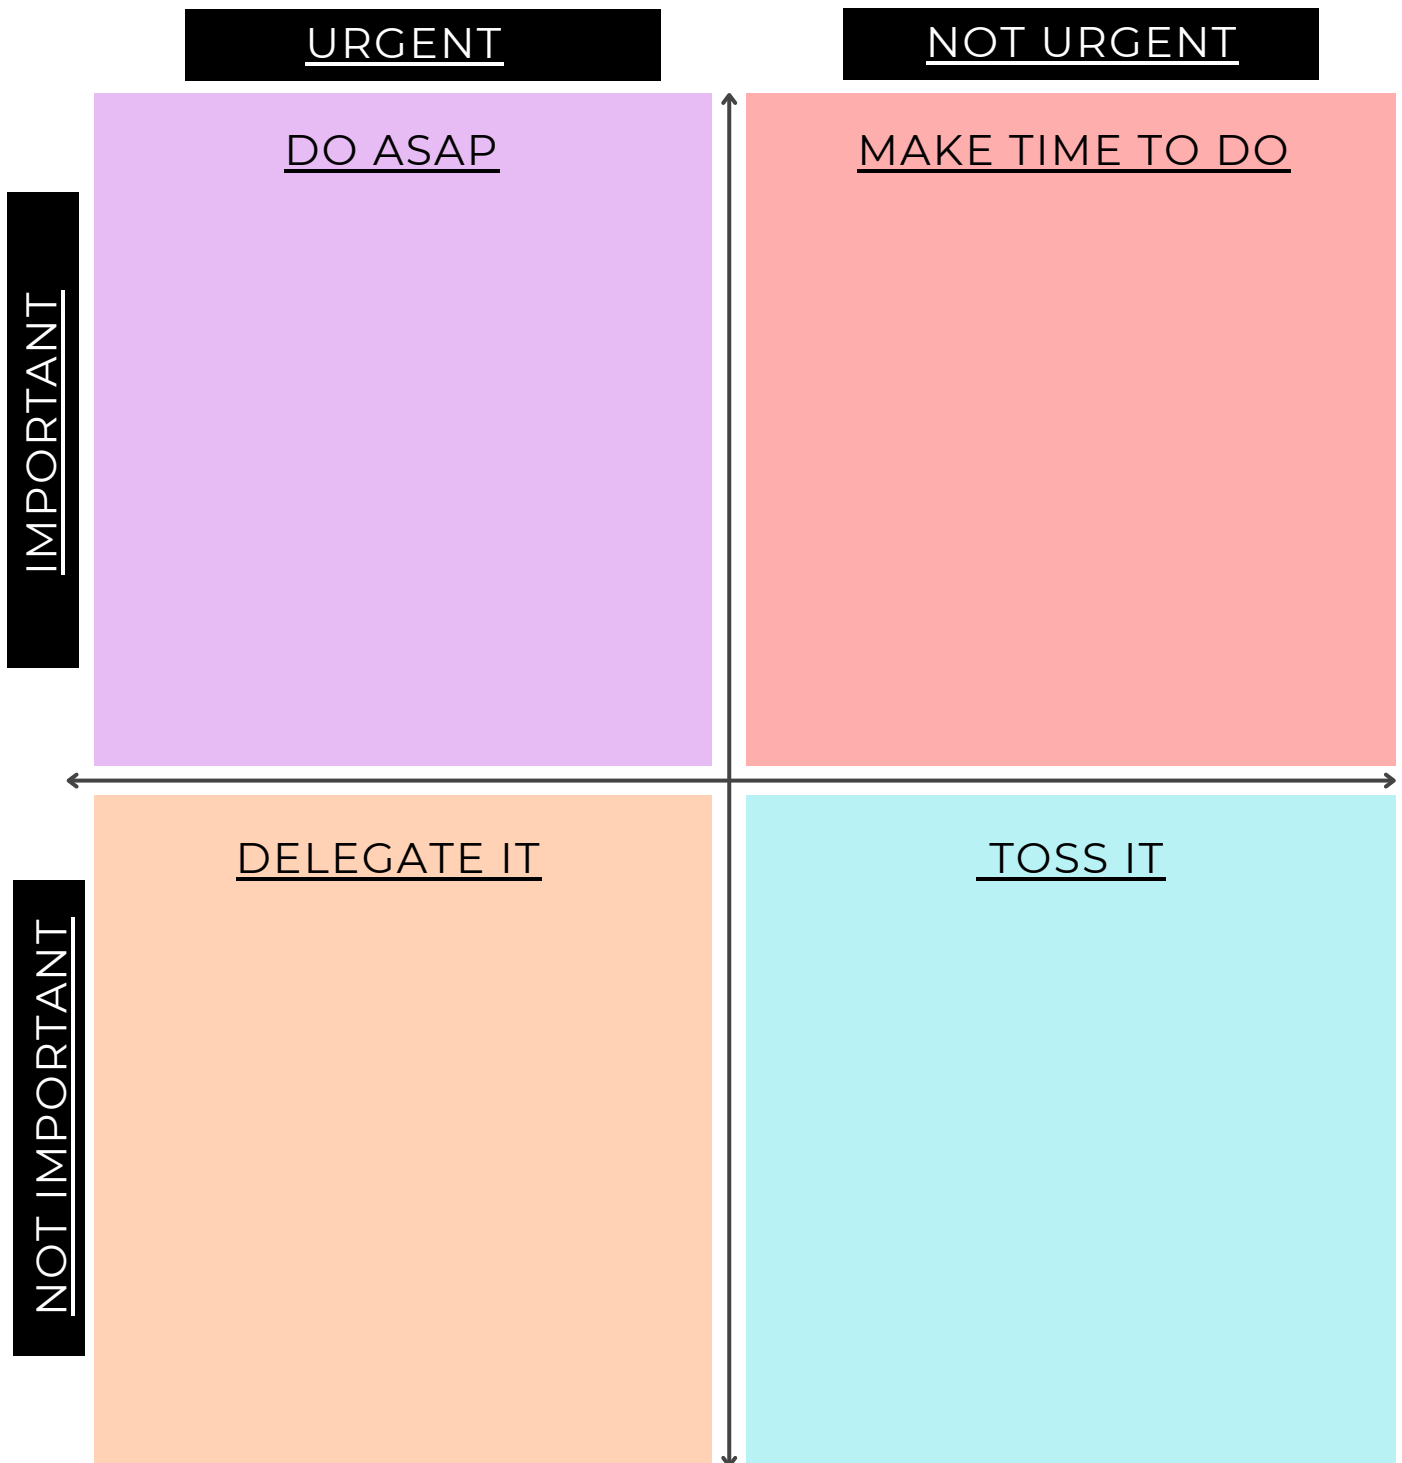 URGENT
NOT URGENT
DO ASAP
MAKE TIME TO DO
IMPORTANT
DELEGATE IT
TOSS IT
NOT IMPORTANT